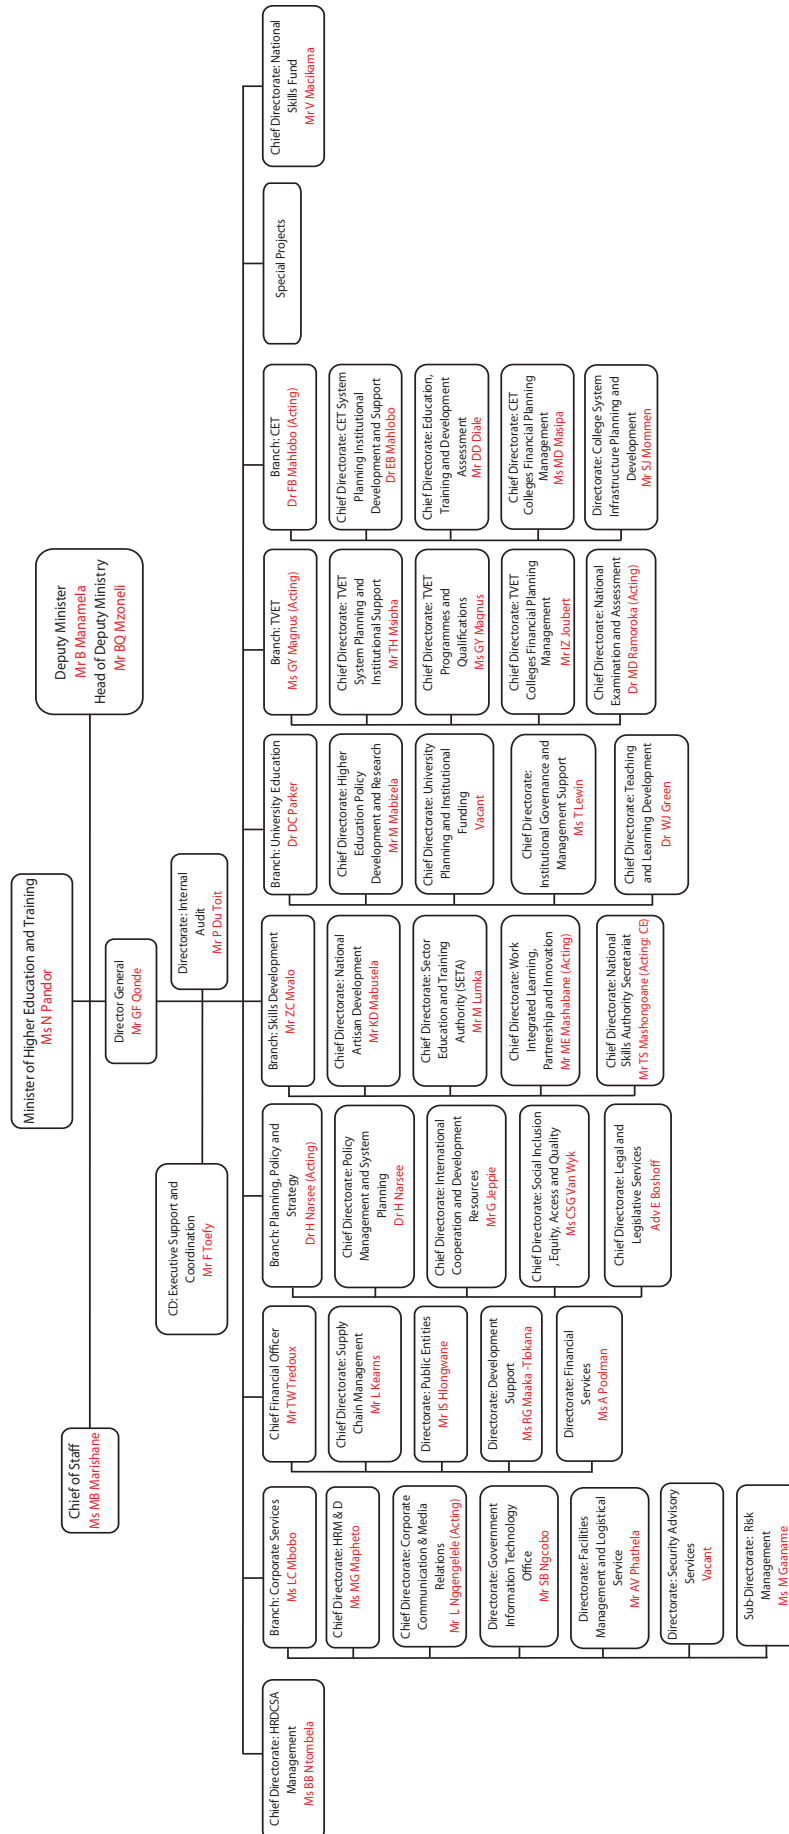 Minister of Higher Education and Training
Ms N Pandor
Chief of Staff
Ms MB Marishane
Deputy Minister
Mr B Manamela
Head of Deputy Ministry
Mr BQ Mzoneli
Director General
Mr GF Qonde
CD: Executive Support and
Coordination
Mr F Toefy
Directorate: Internal
Audit
Mr P Du Toit
Chief Directorate: HRDCSA
Management
Ms BB Ntombela
Branch: Corporate Services
Ms LC Mbobo
Chief Directorate: HRM & D
Ms MG Mapheto
Chief Directorate: Corporate
Communication & Media
Relations
Mr L Ngqengelele (Acting)
Directorate: Government
Information Technology
Office
Mr SB Ngcobo
Directorate: Facilities
Management and Logistical
Service
Mr AV Phathela
Directorate: Security Advisory
Services
Vacant
Sub-Directorate: Risk
Management
Ms M Gaaname
Chief Financial Officer
Mr TW Tredoux
Chief Directorate: Supply
Chain Management
Mr L Kearns
Directorate: Public Entities
Mr IS Hlongwane
Directorate: Development
Support
Ms RG Maaka -Tlokana
Directorate: Financial
Services
Ms A Poolman
Branch: Planning, Policy and
Strategy
Dr H Narsee (Acting)
Chief Directorate: Policy
Management and System
Planning
Dr H Narsee
Chief Directorate: International
Cooperation and Development
Resources
Mr G Jeppie
Chief Directorate: Social Inclusion
, Equity, Access and Quality
Ms CSG Van Wyk
Chief Directorate: Legal and
Legislative Services
Adv E Boshoff
Branch: Skills Development
Mr ZC Mvalo
Chief Directorate: National
Artisan Development
Mr KD Mabusela
Chief Directorate: Sector
Education and Training
Authority (SETA)
Mr M Lumka
Chief Directorate: Work
Integrated Learning,
Partnership and Innovation
Mr ME Mashabane (Acting)
Chief Directorate: National
Skills Authority Secretariat
Mr TS Mashongoane (Acting: CE)
Branch: University Education
Dr DC Parker
Chief Directorate: Higher
Education Policy
Development and Research
Mr M Mabizela
Chief Directorate: University
Planning and Institutional
Funding
Vacant
Chief Directorate:
Institutional Governance and
Management Support
Ms T Lewin
Chief Directorate: Teaching
and Learning Development
Dr WJ Green
Branch: TVET
Ms GY Magnus (Acting)
Chief Directorate: TVET
System Planning and
Institutional Support
Mr TH Msipha
Chief Directorate: TVET
Programmes and
Qualifications
Ms GY Magnus
Chief Directorate: TVET
Colleges Financial Planning
Management
Mr IZ Joubert
Chief Directorate: National
Examination and Assessment
Dr MD Ramoroka (Acting)
Branch: CET
Dr FB Mahlobo (Acting)
Chief Directorate: CET System
Planning Institutional
Development and Support
Dr EB Mahlobo
Chief Directorate: Education,
Training and Development
Assessment
Mr DD Diale
Chief Directorate: CET
Colleges Financial Planning
Management
Ms MD Masipa
Directorate: College System
Infrastructure Planning and
Development
Mr SJ Mommen
Special Projects
Chief Directorate: National
Skills Fund
Mr V Macikama